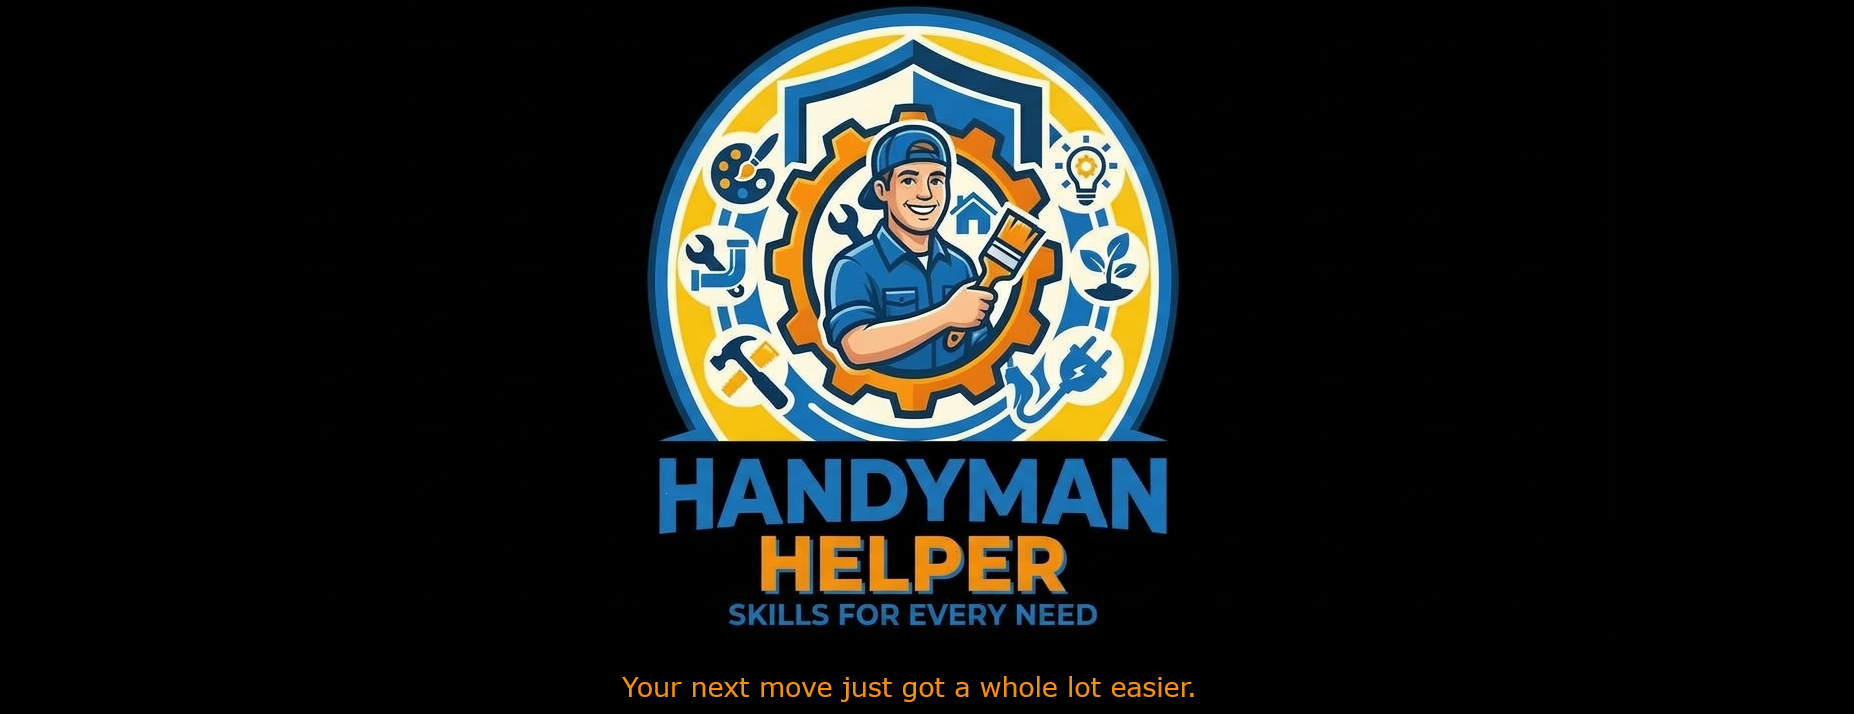 HANDYMAN
HELPER
SKILLS FOR EVERY NEED
Your next move just got a whole lot easier.